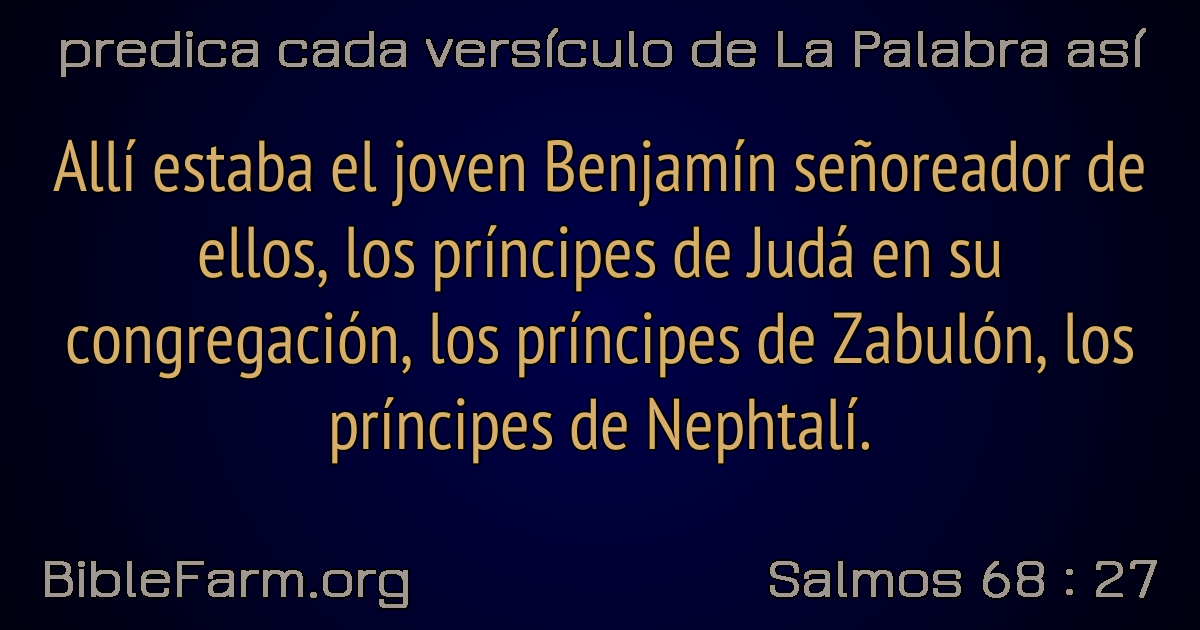 predica cada versículo de La Palabra así
Allí estaba el joven Benjamín señoreador de
ellos, los príncipes de Judá en su
congregación, los príncipes de Zabulón, los
príncipes de Nephtalí.
BibleFarm.org
Salmos 68 : 27